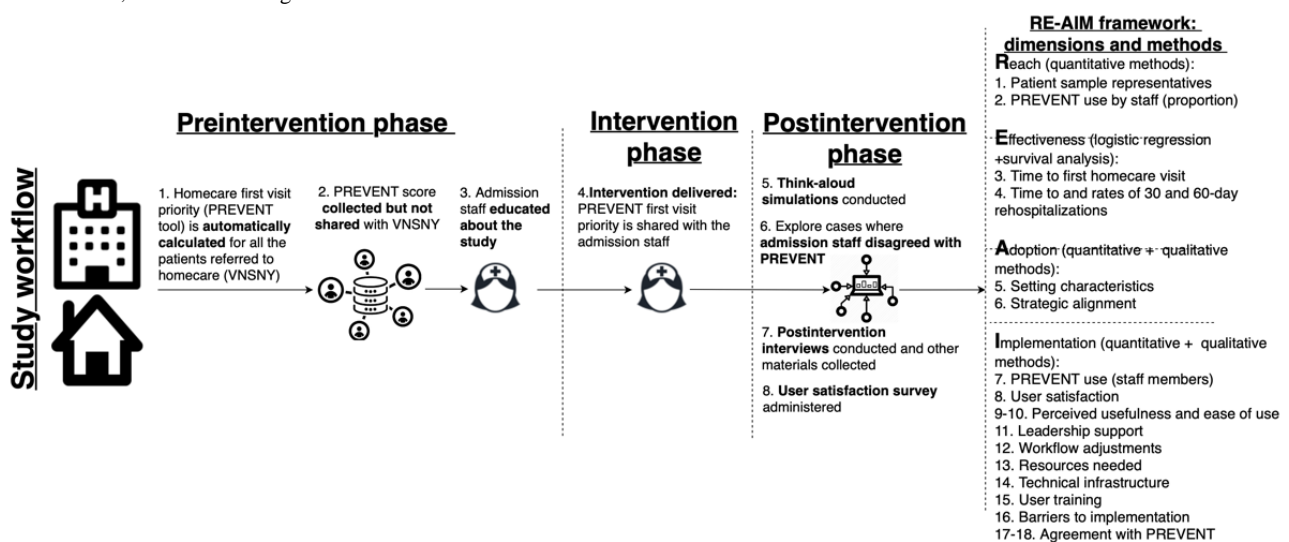 Study workflow
Preintervention phase
1. Homecare first visit
priority (PREVENT
tool) is automatically
calculated for all the
patients referred to
homecare (VNSNY)
2. PREVENT score
collected but not
shared with VNSNY
3. Admission
staff educated
about the
study
Intervention
phase
4.Intervention delivered:
PREVENT first visit
priority is shared with the
admission staff
Postintervention
phase
5. Think-aloud
simulations conducted
6. Explore cases where
admission staff disagreed with
PREVENT
7. Postintervention
interviews conducted and other
materials collected
8. User satisfaction survey
administered
RE-AIM framework:
dimensions and methods
Reach (quantitative methods):
1. Patient sample representatives
2. PREVENT use by staff (proportion)
Effectiveness (logistic regression
+survival analysis):
3. Time to first homecare visit
4. Time to and rates of 30 and 60-day
rehospitalizations
Adoption (quantitative + qualitative
methods):
5. Setting characteristics
6. Strategic alignment
Implementation (quantitative + qualitative
methods):
7. PREVENT use (staff members)
8. User satisfaction
9-10. Perceived usefulness and ease of use
11. Leadership support
12. Workflow adjustments
13. Resources needed
14. Technical infrastructure
15. User training
16. Barriers to implementation
17-18. Agreement with PREVENT
H